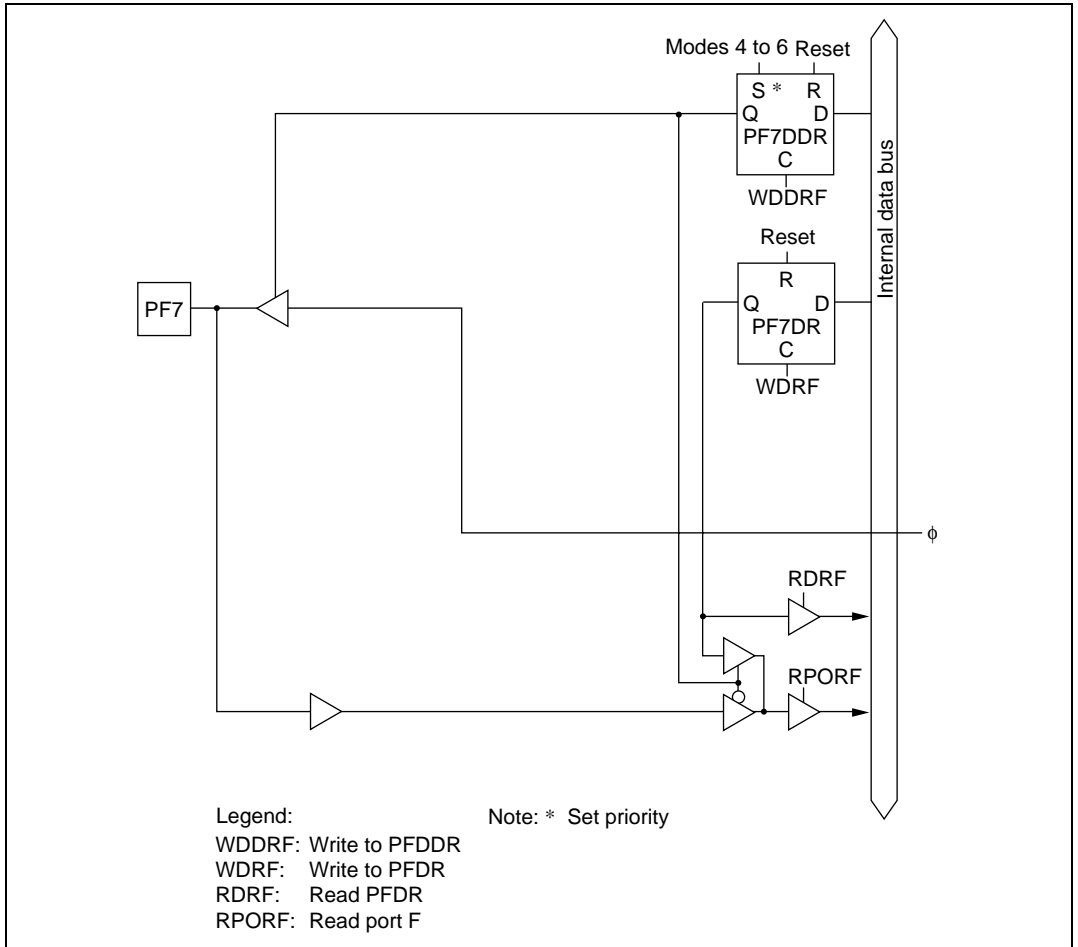 Modes 4 to 6 Reset
S * R
Q D
PF7DDR
C
WDDRF
Reset
R
Q D
PF7DR
C
WDRF
Internal data bus
PF7
ϕ
RDRF
RPORF
Legend:
WDDRF: Write to PFDDR
WDRF: Write to PFDR
RDRF: Read PFDR
RPORF: Read port F
Note: * Set priority